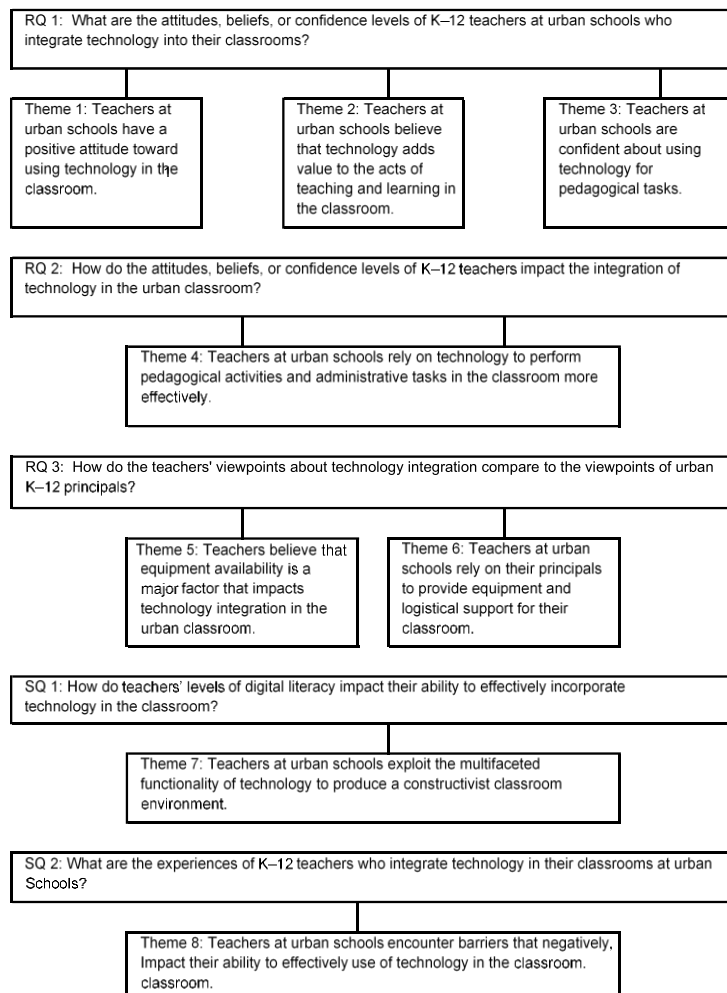 RQ 1: What are the attitudes, beliefs, or confidence levels of K–12 teachers at urban schools who
integrate technology into their classrooms?
Theme 1: Teachers at
urban schools have a
positive attitude toward
using technology in the
classroom.
Theme 2: Teachers at
urban schools believe
that technology adds
value to the acts of
teaching and learning in
the classroom.
Theme 3: Teachers at
urban schools are
confident about using
technology for
pedagogical tasks.
RQ 2: How do the attitudes, beliefs, or confidence levels of K–12 teachers impact the integration of
technology in the urban classroom?
Theme 4: Teachers at urban schools rely on technology to perform
pedagogical activities and administrative tasks in the classroom more
effectively.
RQ 3: How do the teachers' viewpoints about technology integration compare to the viewpoints of urban
K–12 principals?
Theme 5: Teachers believe that
equipment availability is a
major factor that impacts
technology integration in the
urban classroom.
Theme 6: Teachers at urban
schools rely on their principals
to provide equipment and
logistical support for their
classroom.
SQ 1: How do teachers' levels of digital literacy impact their ability to effectively incorporate
technology in the classroom?
Theme 7: Teachers at urban schools exploit the multifaceted
functionality of technology to produce a constructivist classroom
environment.
SQ 2: What are the experiences of K–12 teachers who integrate technology in their classrooms at urban
Schools?
Theme 8: Teachers at urban schools encounter barriers that negatively,
Impact their ability to effectively use of technology in the classroom.
classroom.